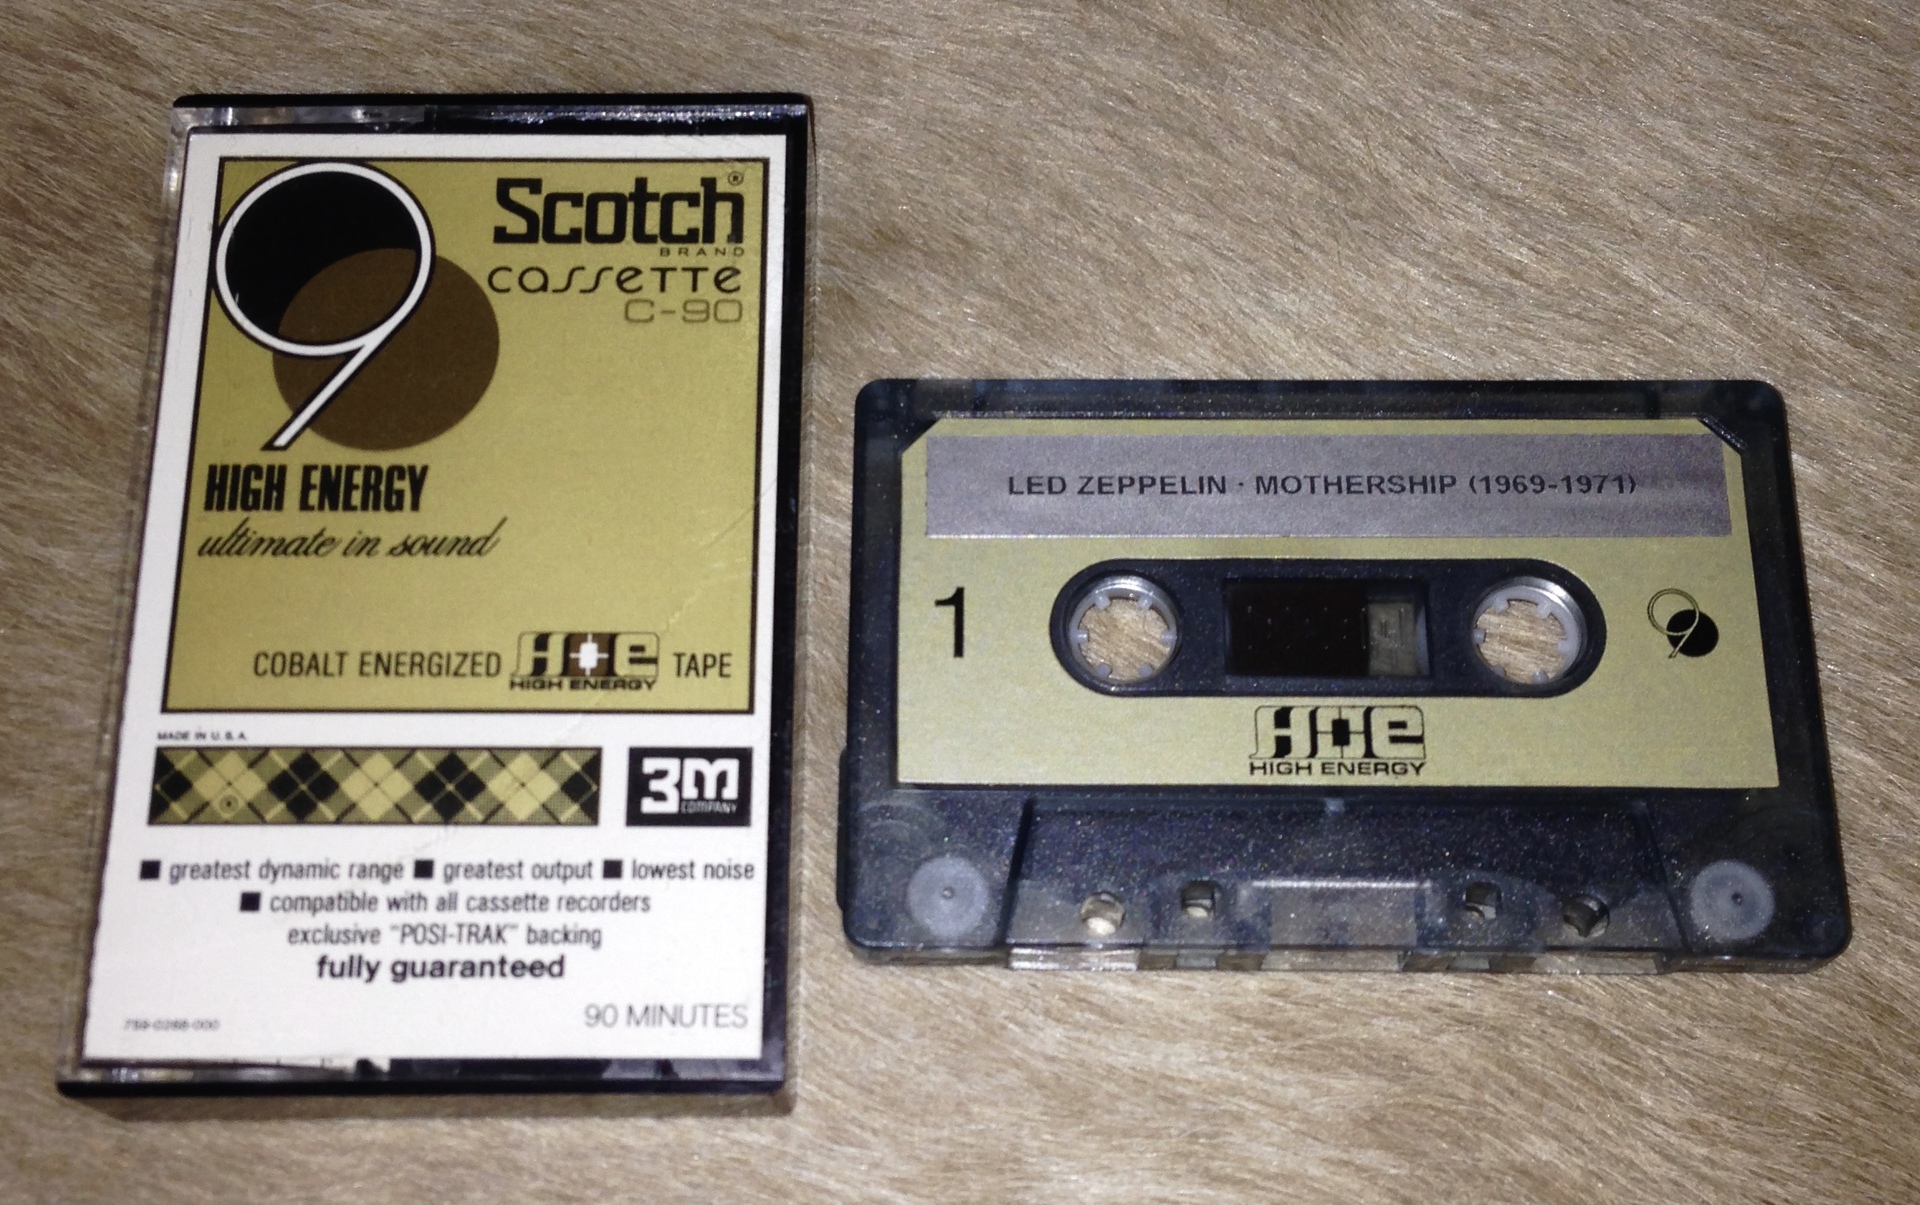 9
Scotch®
BRAND
cassette
C-90
HIGH ENERGY
ultimate in sound
COBALT ENERGIZED HE TAPE
HIGH ENERGY
MADE IN U.S.A.
3M
COMPANY
■ greatest dynamic range ■ greatest output ■ lowest noise
■ compatible with all cassette recorders
exclusive "POSI-TRAK" backing
fully guaranteed
90 MINUTES
LED ZEPPELIN · MOTHERSHIP (1969-1971)
1
9
HE
HIGH ENERGY